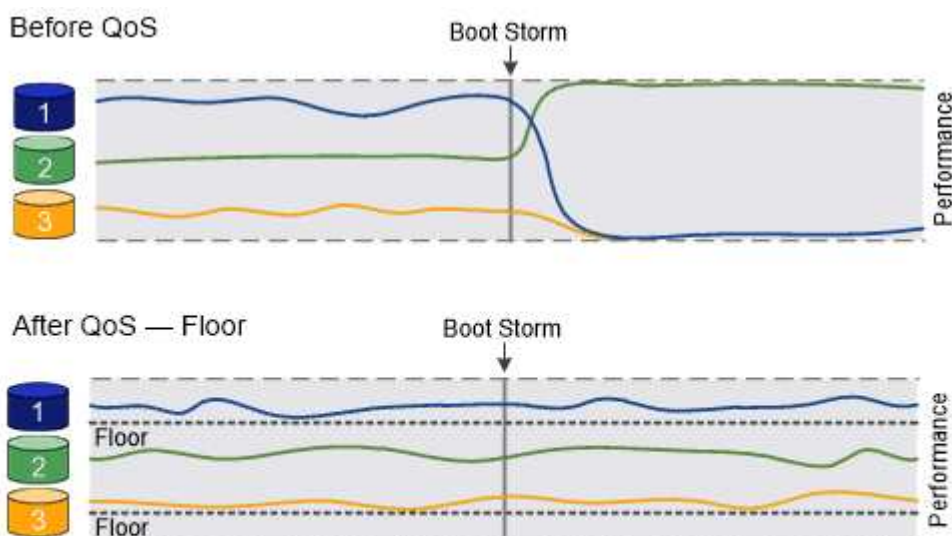 Before QoS
Boot Storm
1
2
3
Performance
After QoS — Floor
Boot Storm
1
Floor
2
3
Floor
Performance